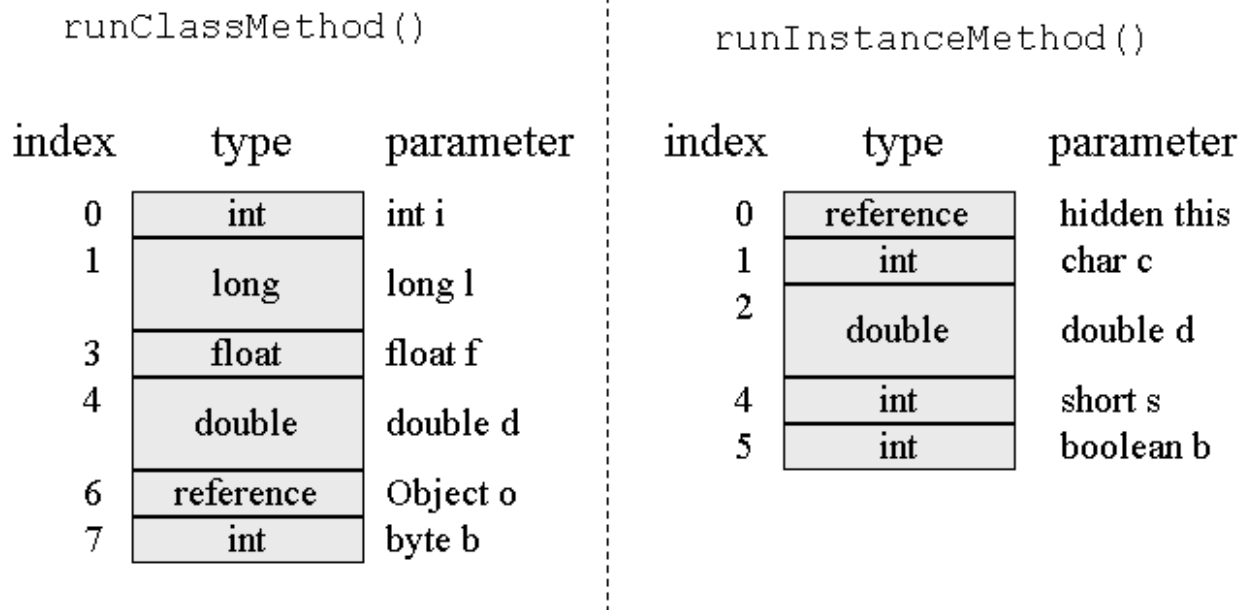 runClassMethod()
index type parameter
0 int int i
1 long long l
3 float float f
4 double double d
6 reference Object o
7 int byte b
runInstanceMethod()
index type parameter
0 reference hidden this
1 int char c
2 double double d
4 int short s
5 int boolean b